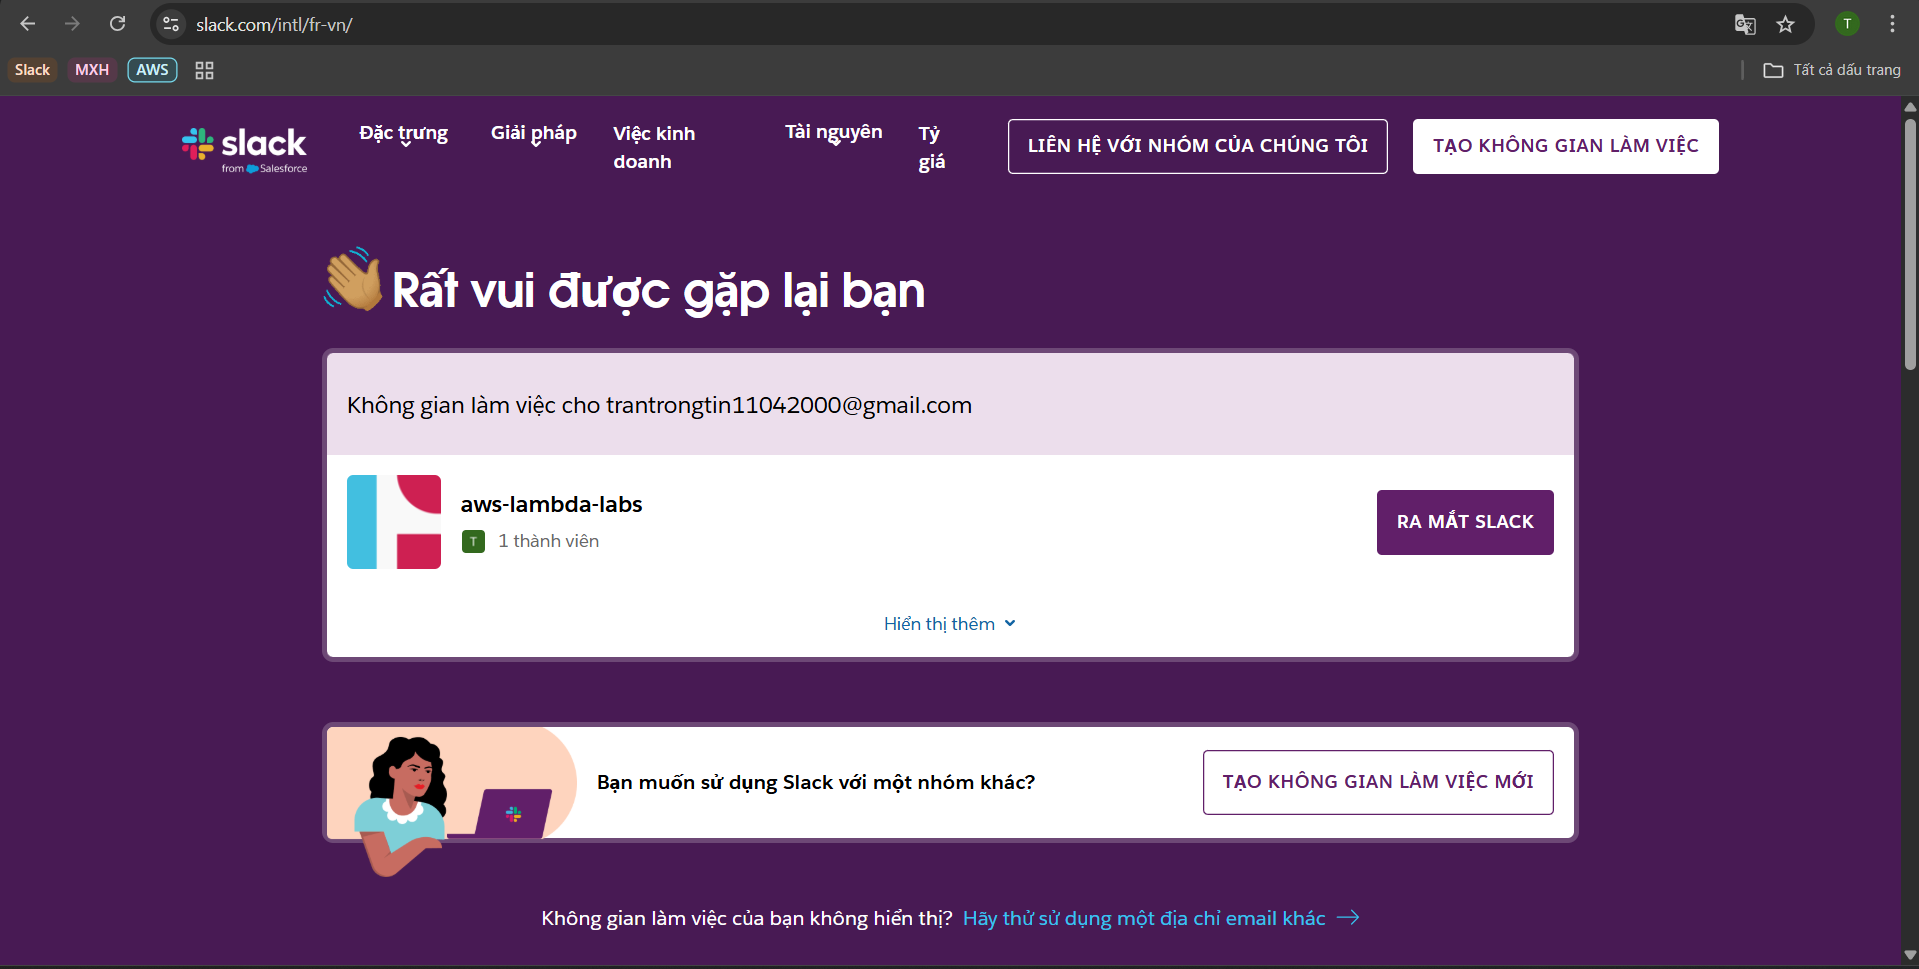 slack.com/intl/fr-vn/
T
Slack
MXH
AWS
Tất cả dấu trang
slack
from Salesforce
Đặc trưng
Giải pháp
Việc kinh
doanh
Tài nguyên
Tỷ
giá
LIÊN HỆ VỚI NHÓM CỦA CHÚNG TÔI
TẠO KHÔNG GIAN LÀM VIỆC
Rất vui được gặp lại bạn
Không gian làm việc cho trantrongtin11042000@gmail.com
aws-lambda-labs
T
1 thành viên
RA MẮT SLACK
Hiển thị thêm
Bạn muốn sử dụng Slack với một nhóm khác?
TẠO KHÔNG GIAN LÀM VIỆC MỚI
Không gian làm việc của bạn không hiển thị? Hãy thử sử dụng một địa chỉ email khác